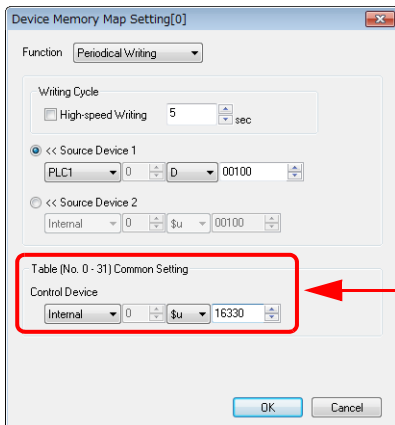 Device Memory Map Setting[0]
Function Periodical Writing
Writing Cycle
High-speed Writing 5 sec
<< Source Device 1
PLC1 0 D 00100
<< Source Device 2
Internal 0 $u 00100
Table (No. 0 - 31) Common Setting
Control Device
Internal 0 $u 16330
OK Cancel